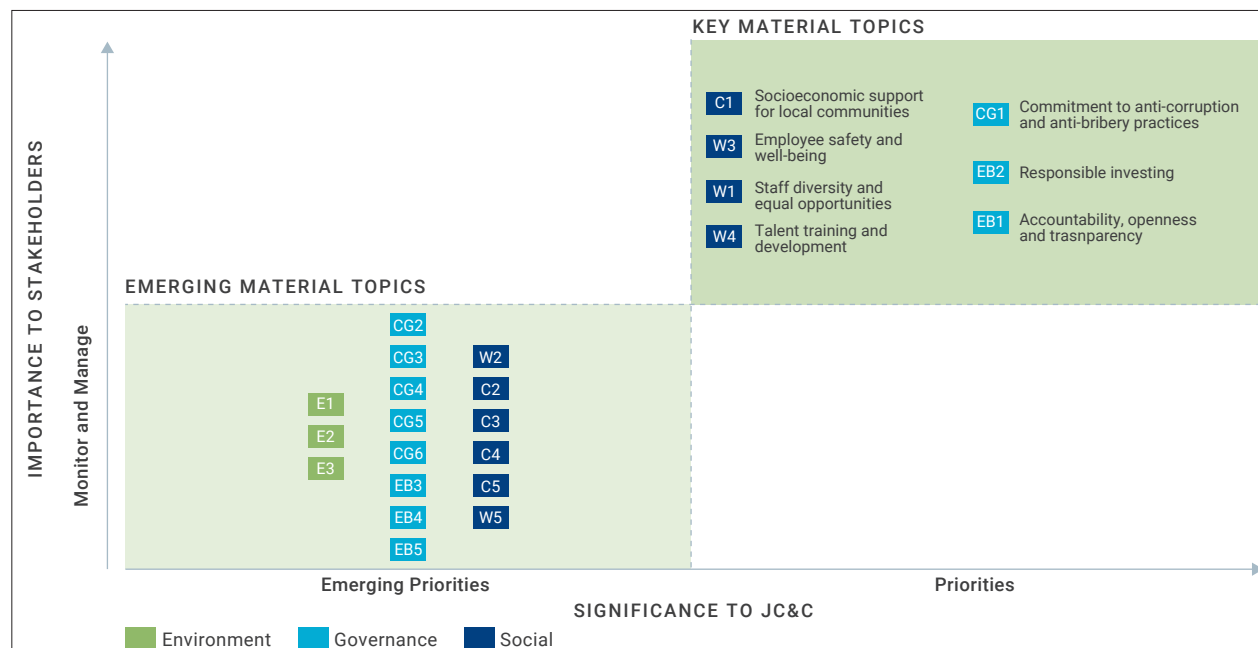 KEY MATERIAL TOPICS
C1
Socioeconomic support
for local communities
W3
Employee safety and
well-being
W1
Staff diversity and
equal opportunities
W4
Talent training and
development
CG1
Commitment to anti-corruption
and anti-bribery practices
EB2
Responsible investing
EB1
Accountability, openness
and trasnparency
IMPORTANCE TO STAKEHOLDERS
Monitor and Manage
EMERGING MATERIAL TOPICS
E1
E2
E3
CG2
CG3
CG4
CG5
CG6
EB3
EB4
EB5
W2
C2
C3
C4
C5
W5
Emerging Priorities
Priorities
SIGNIFICANCE TO JC&C
Environment
Governance
Social